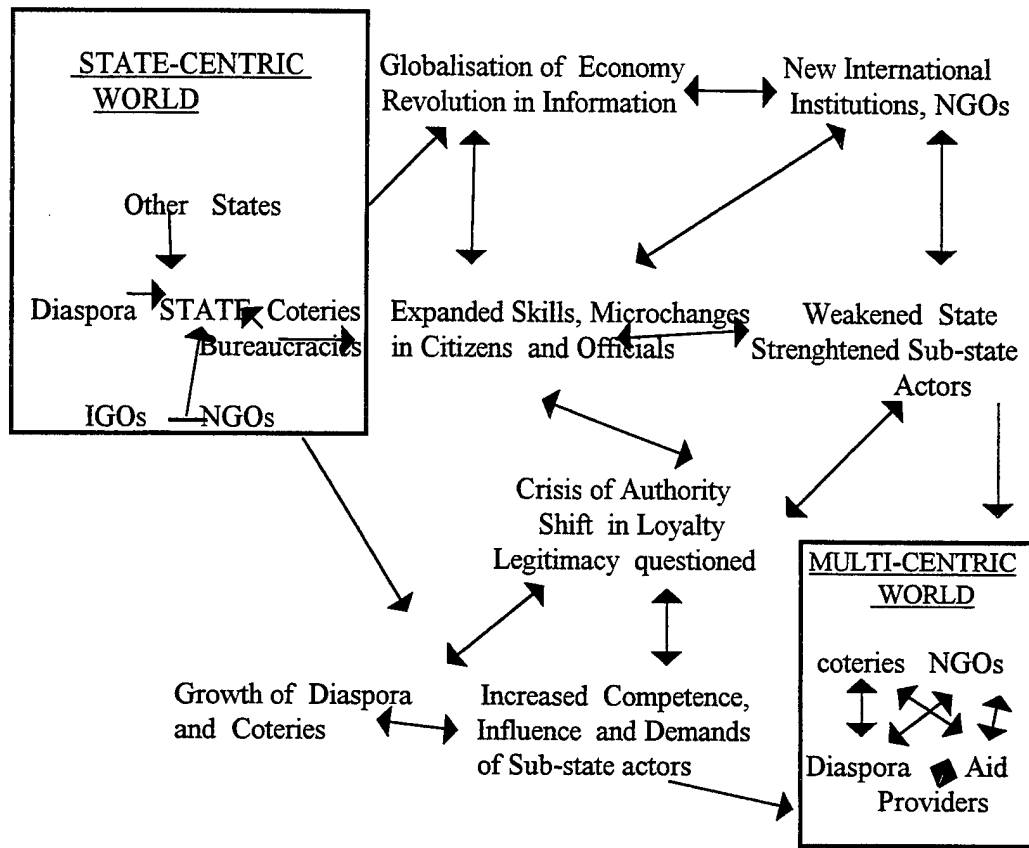 STATE-CENTRIC
WORLD
Other States
Diaspora STATE Coteries
Bureaucracies
IGOs NGOs
Globalisation of Economy
Revolution in Information
New International
Institutions, NGOs
Expanded Skills, Microchanges
in Citizens and Officials
Weakened State
Strenghtened Sub-state
Actors
Crisis of Authority
Shift in Loyalty
Legitimacy questioned
Growth of Diaspora
and Coteries
Increased Competence,
Influence and Demands
of Sub-state actors
MULTI-CENTRIC
WORLD
coteries NGOs
Diaspora Aid
Providers